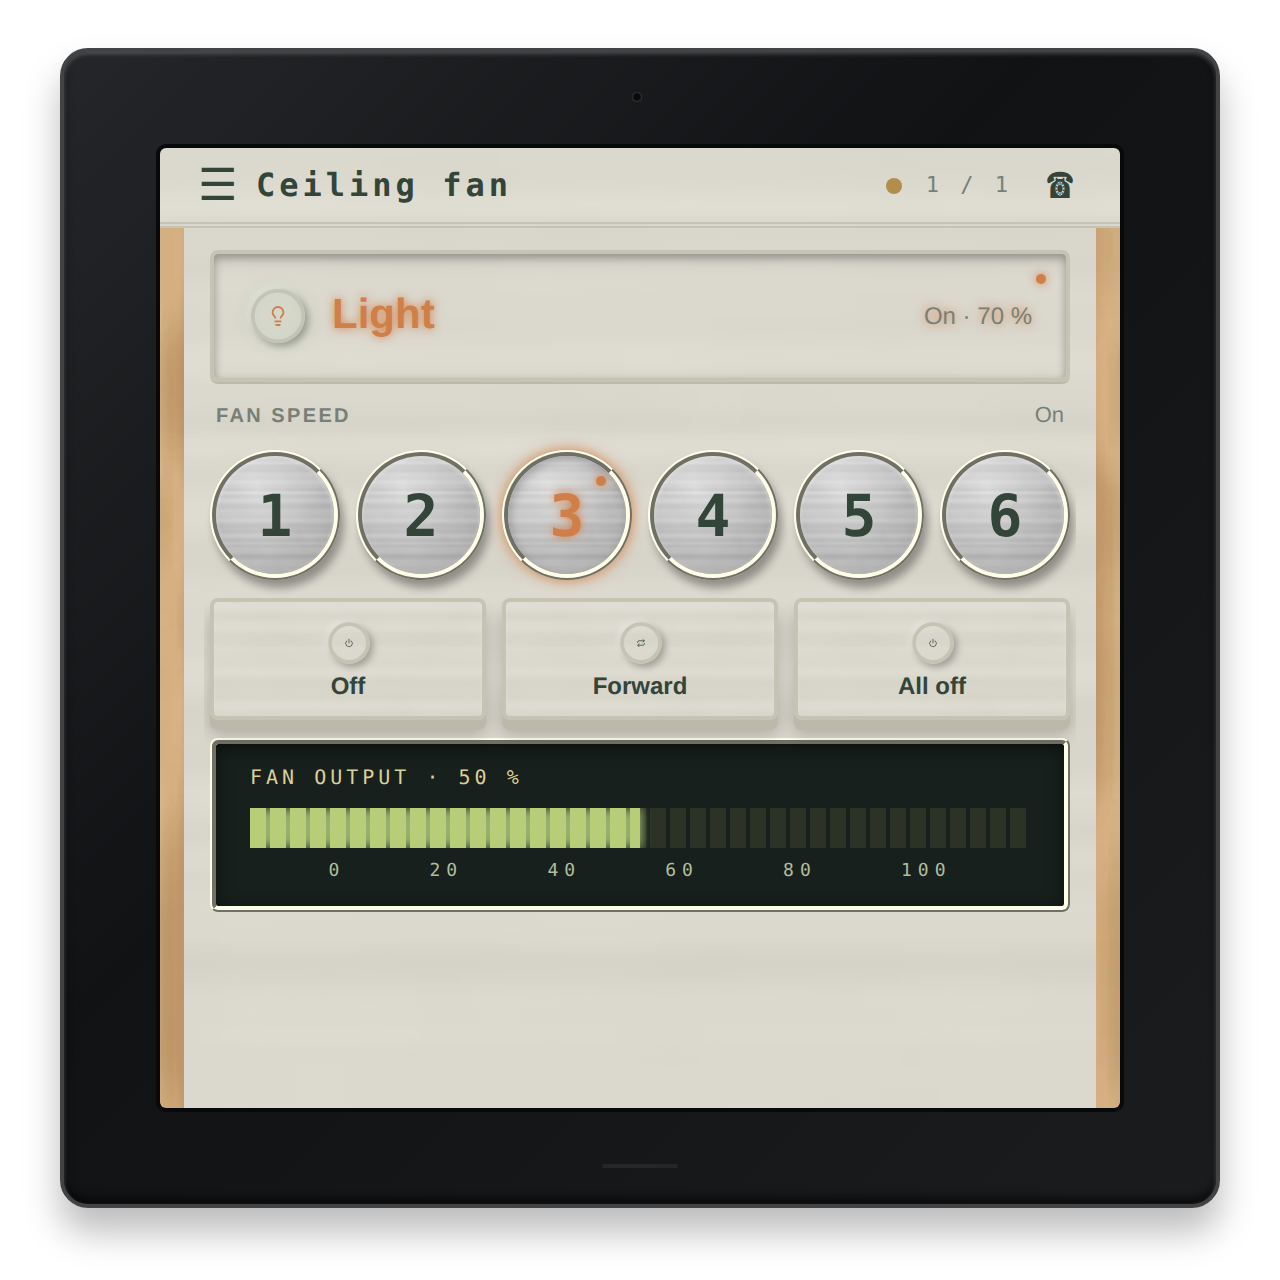 Ceiling fan
1 / 1
Light
On · 70 %
FAN SPEED
On
1 2 3 4 5 6
Off
Forward
All off
FAN OUTPUT · 50 %
0 20 40 60 80 100